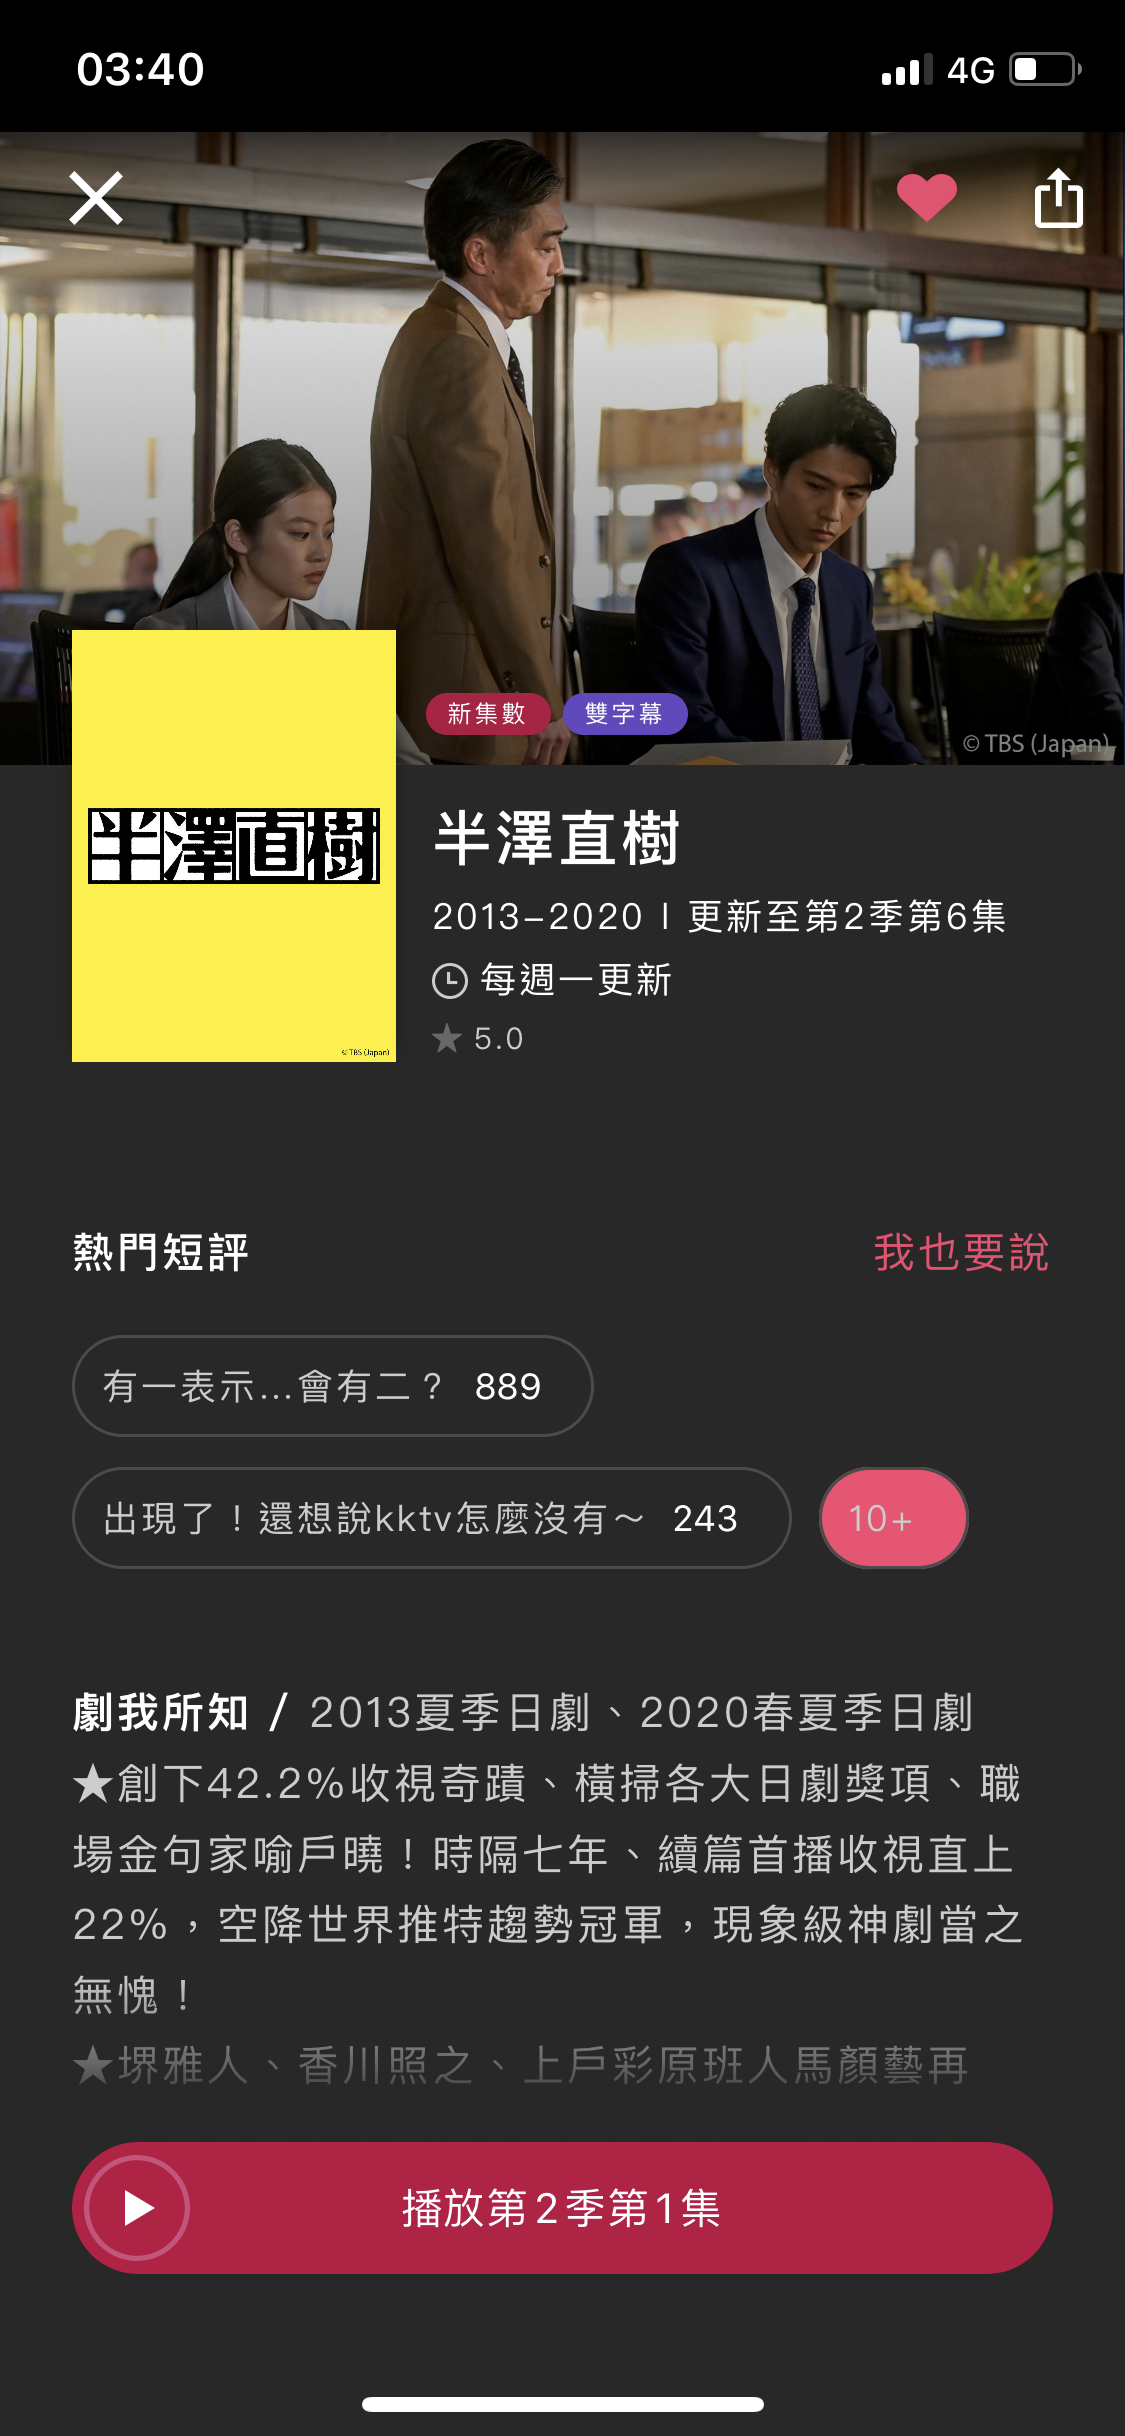 03:40
4G
新集數
雙字幕
© TBS (Japan)
半澤直樹
© TBS (Japan)
半澤直樹
2013–2020 | 更新至第2季第6集
每週一更新
★ 5.0
熱門短評
我也要說
有一表示...會有二？ 889
出現了！還想說kktv怎麼沒有～ 243
10+
劇我所知 / 2013夏季日劇、2020春夏季日劇
★創下42.2%收視奇蹟、橫掃各大日劇獎項、職
場金句家喻戶曉！時隔七年、續篇首播收視直上
22%，空降世界推特趨勢冠軍，現象級神劇當之
無愧！
★堺雅人、香川照之、上戶彩原班人馬顏藝再
播放第2季第1集